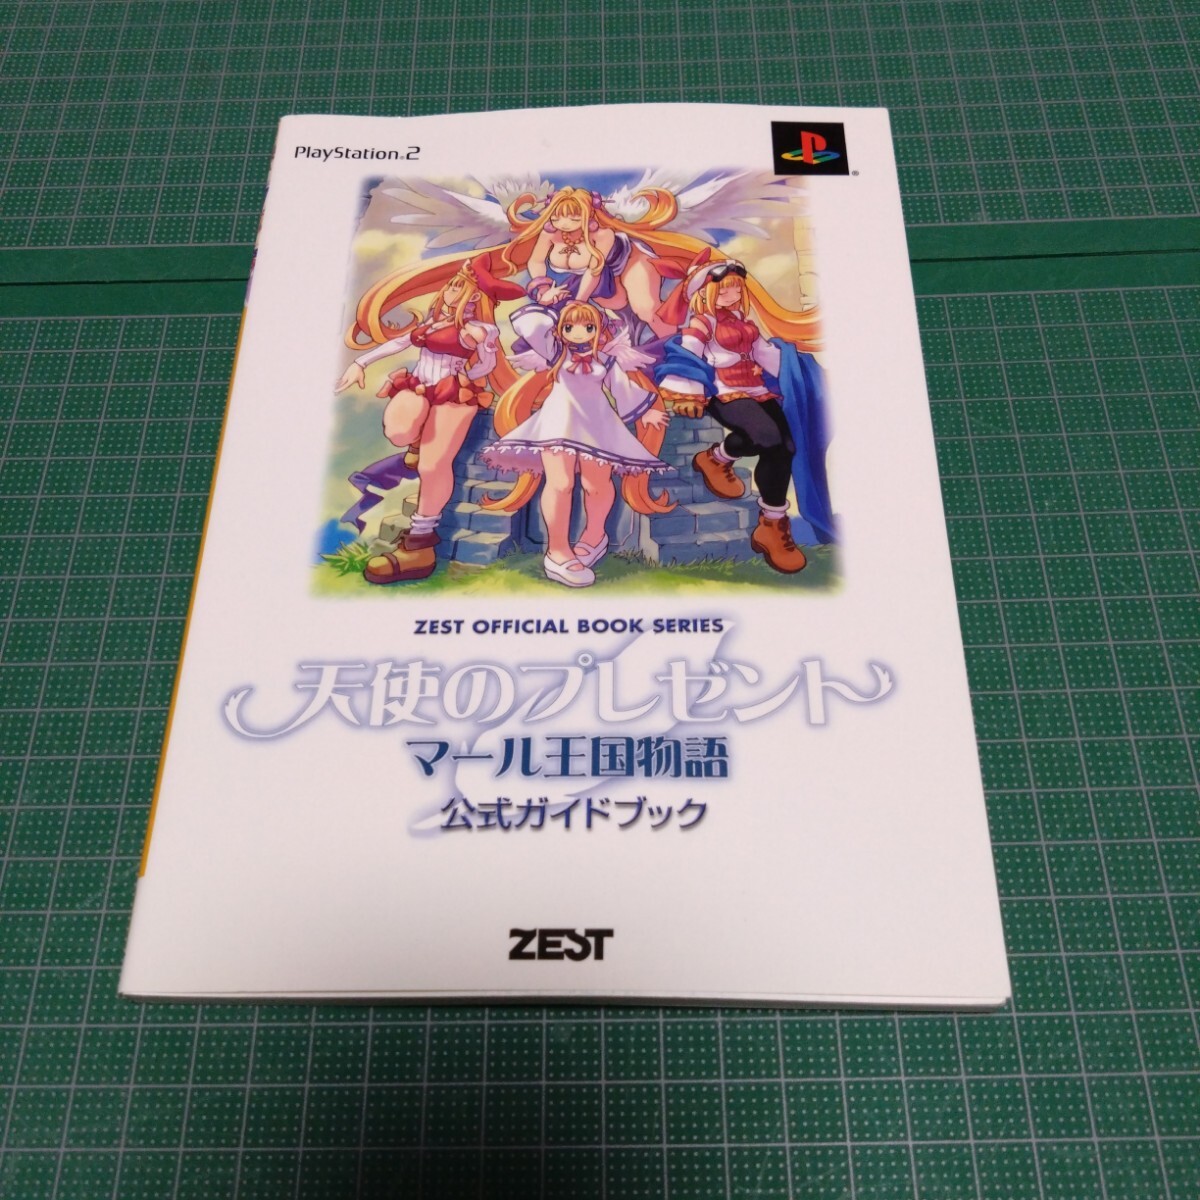 PlayStation®2
®
ZEST OFFICIAL BOOK SERIES
天使のプレゼント
マール王国物語
公式ガイドブック
ZEST